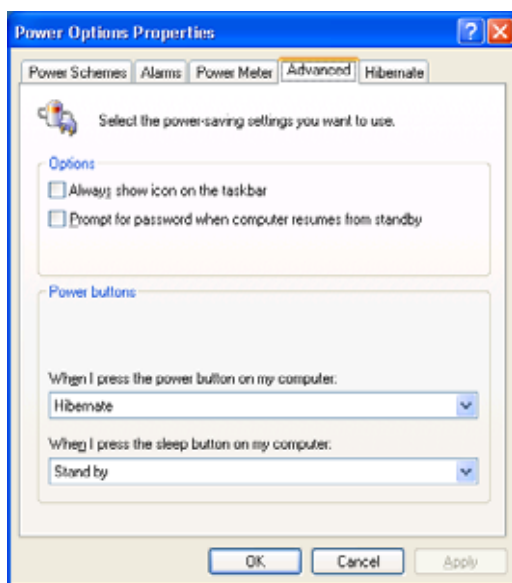 Power Options Properties
Power Schemes Alarms Power Meter Advanced Hibernate
Select the power-saving settings you want to use.
Options
Always show icon on the taskbar
Prompt for password when computer resumes from standby
Power buttons
When I press the power button on my computer:
Hibernate
When I press the sleep button on my computer:
Stand by
OK Cancel Apply